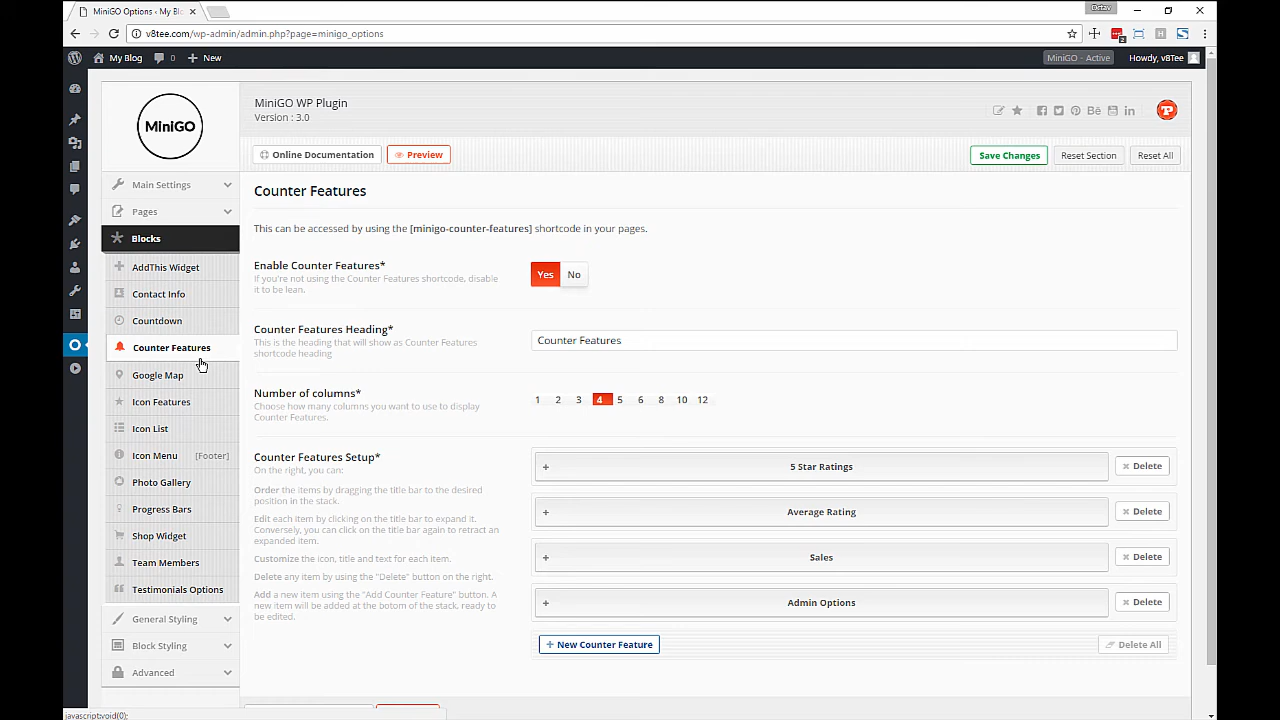 Ostav
MiniGO Options ‹ My Bl
v8tee.com/wp-admin/admin.php?page=minigo_options
My Blog 0 New MiniGO - Active Howdy, v8Tee
MiniGO
MiniGO WP Plugin
Version : 3.0
Online Documentation Preview Save Changes Reset Section Reset All
Main Settings
Pages
Blocks
AddThis Widget
Contact Info
Countdown
Counter Features
Google Map
Icon Features
Icon List
Icon Menu [Footer]
Photo Gallery
Progress Bars
Shop Widget
Team Members
Testimonials Options
General Styling
Block Styling
Advanced
Counter Features
This can be accessed by using the [minigo-counter-features] shortcode in your pages.
Enable Counter Features*
If you're not using the Counter Features shortcode, disable
it to be lean.
Yes No
Counter Features Heading*
This is the heading that will show as Counter Features
shortcode heading
Counter Features
Number of columns*
Choose how many columns you want to use to display
Counter Features.
1 2 3 4 5 6 8 10 12
Counter Features Setup*
On the right, you can:
Order the items by dragging the title bar to the desired
position in the stack.
Edit each item by clicking on the title bar to expand it.
Conversely, you can click on the title bar again to retract an
expanded item.
Customize the icon, title and text for each item.
Delete any item by using the "Delete" button on the right.
Add a new item using the "Add Counter Feature" button. A
new item will be added at the bosom of the stack, ready to
be edited.
+ 5 Star Ratings × Delete
+ Average Rating × Delete
+ Sales × Delete
+ Admin Options × Delete
+ New Counter Feature Delete All
javascript:void(0);